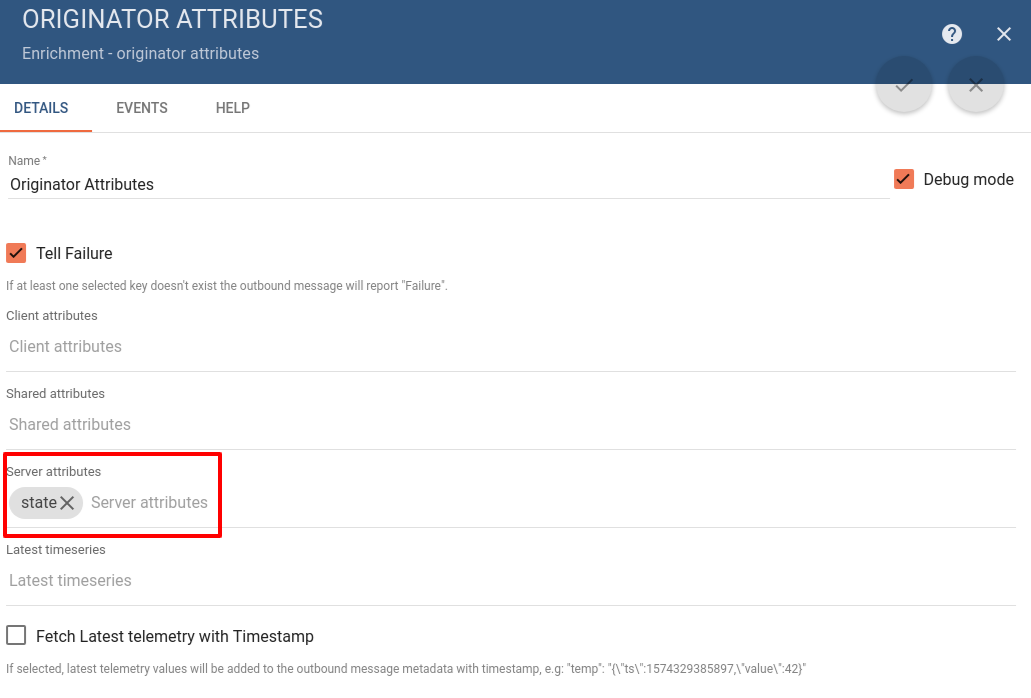 ORIGINATOR ATTRIBUTES
Enrichment - originator attributes
DETAILS EVENTS HELP
Name *
Originator Attributes
Debug mode
Tell Failure
If at least one selected key doesn't exist the outbound message will report "Failure".
Client attributes
Client attributes
Shared attributes
Shared attributes
Server attributes
state Server attributes
Latest timeseries
Latest timeseries
Fetch Latest telemetry with Timestamp
If selected, latest telemetry values will be added to the outbound message metadata with timestamp, e.g: "temp": "{\"ts\":1574329385897,\"value\":42}"